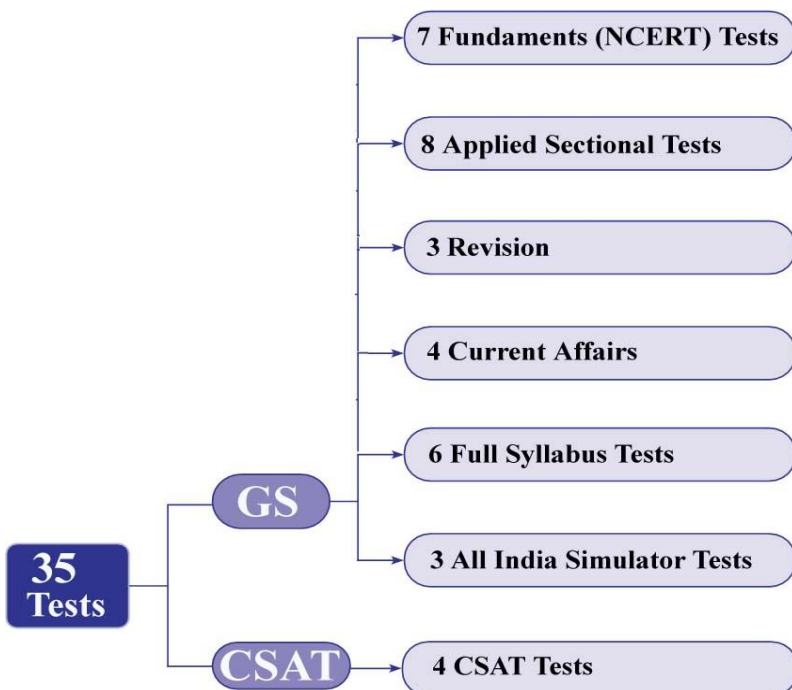 7 Fundaments (NCERT) Tests
8 Applied Sectional Tests
3 Revision
4 Current Affairs
6 Full Syllabus Tests
GS
3 All India Simulator Tests
35
Tests
CSAT
4 CSAT Tests